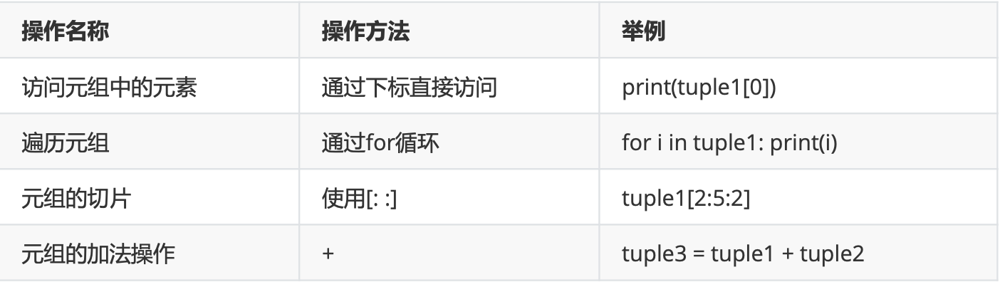 操作名称 操作方法 举例
访问元组中的元素 通过下标直接访问 print(tuple1[0])
遍历元组 通过for循环 for i in tuple1: print(i)
元组的切片 使用[: :] tuple1[2:5:2]
元组的加法操作 + tuple3 = tuple1 + tuple2